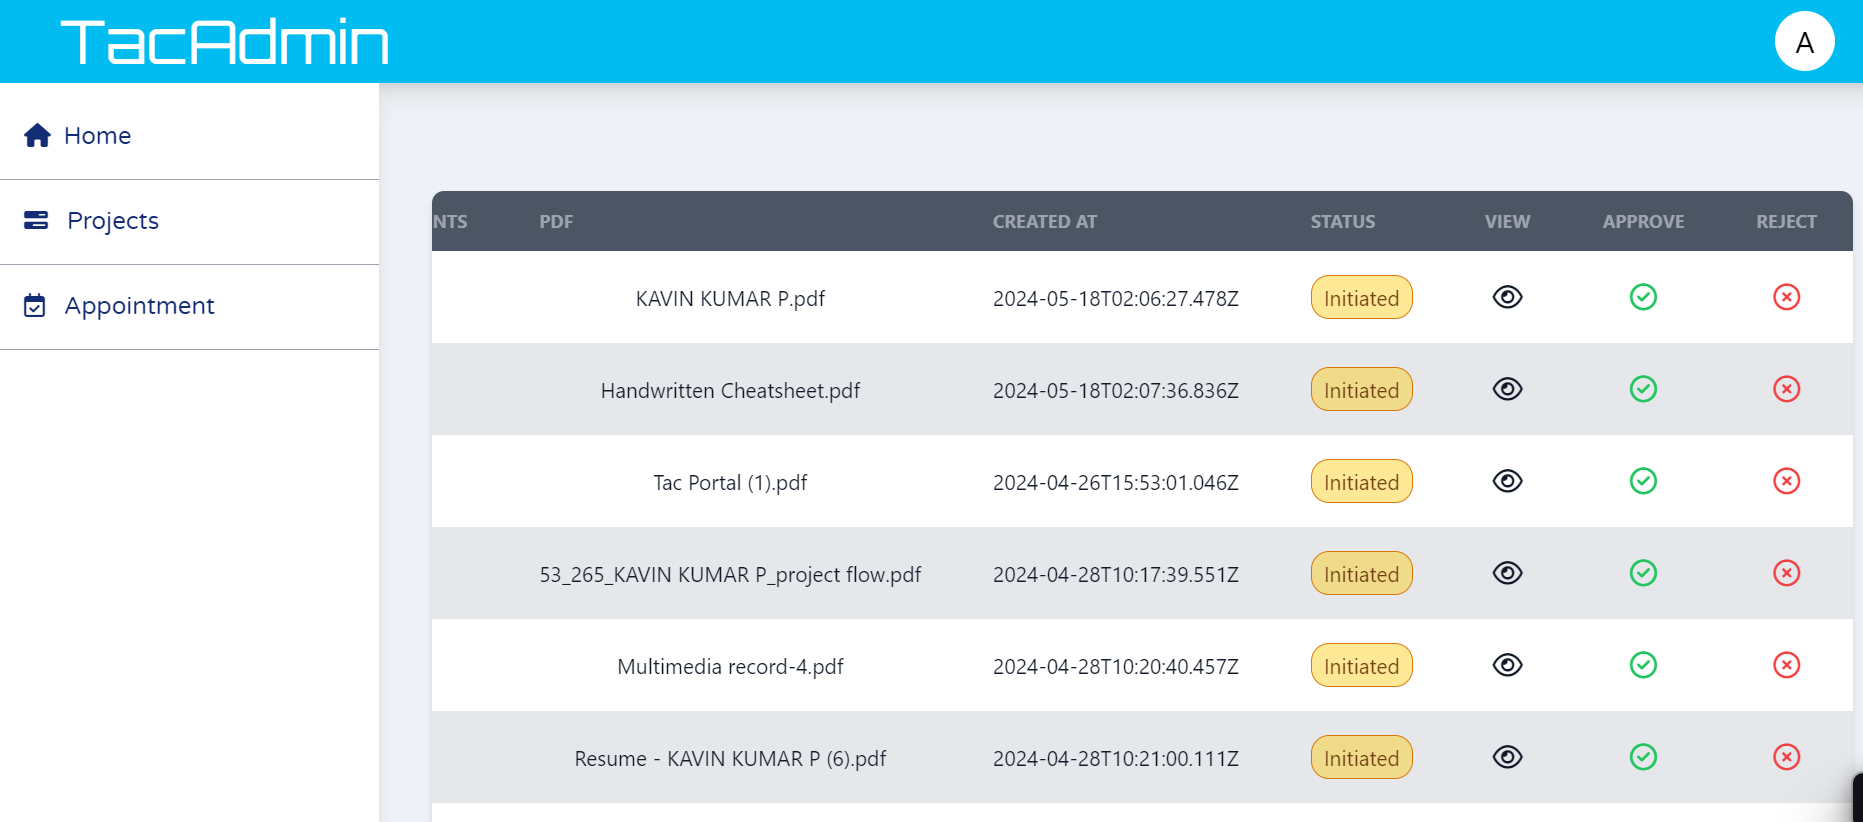 TacAdmin
A
Home
Projects
Appointment
NTS PDF CREATED AT STATUS VIEW APPROVE REJECT
KAVIN KUMAR P.pdf 2024-05-18T02:06:27.478Z Initiated
Handwritten Cheatsheet.pdf 2024-05-18T02:07:36.836Z Initiated
Tac Portal (1).pdf 2024-04-26T15:53:01.046Z Initiated
53_265_KAVIN KUMAR P_project flow.pdf 2024-04-28T10:17:39.551Z Initiated
Multimedia record-4.pdf 2024-04-28T10:20:40.457Z Initiated
Resume - KAVIN KUMAR P (6).pdf 2024-04-28T10:21:00.111Z Initiated